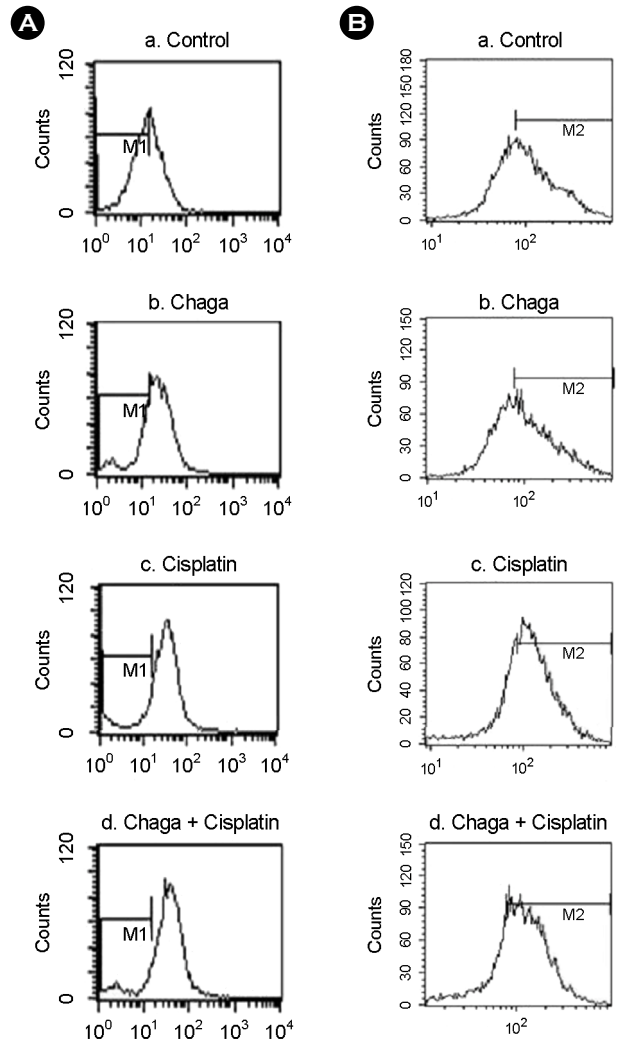 A
B
a. Control
120
Counts
M1
0
10⁰ 10¹ 10² 10³ 10⁴
a. Control
180
150
120
90
60
30
0
Counts
M2
10¹ 10²
b. Chaga
120
Counts
M1
0
10⁰ 10¹ 10² 10³ 10⁴
b. Chaga
150
120
90
60
30
0
Counts
M2
10¹ 10²
c. Cisplatin
120
Counts
M1
0
10⁰ 10¹ 10² 10³ 10⁴
c. Cisplatin
120
100
80
60
40
20
0
Counts
M2
10¹ 10²
d. Chaga + Cisplatin
120
Counts
M1
0
10⁰ 10¹ 10² 10³ 10⁴
d. Chaga + Cisplatin
150
120
90
60
30
0
Counts
M2
10²